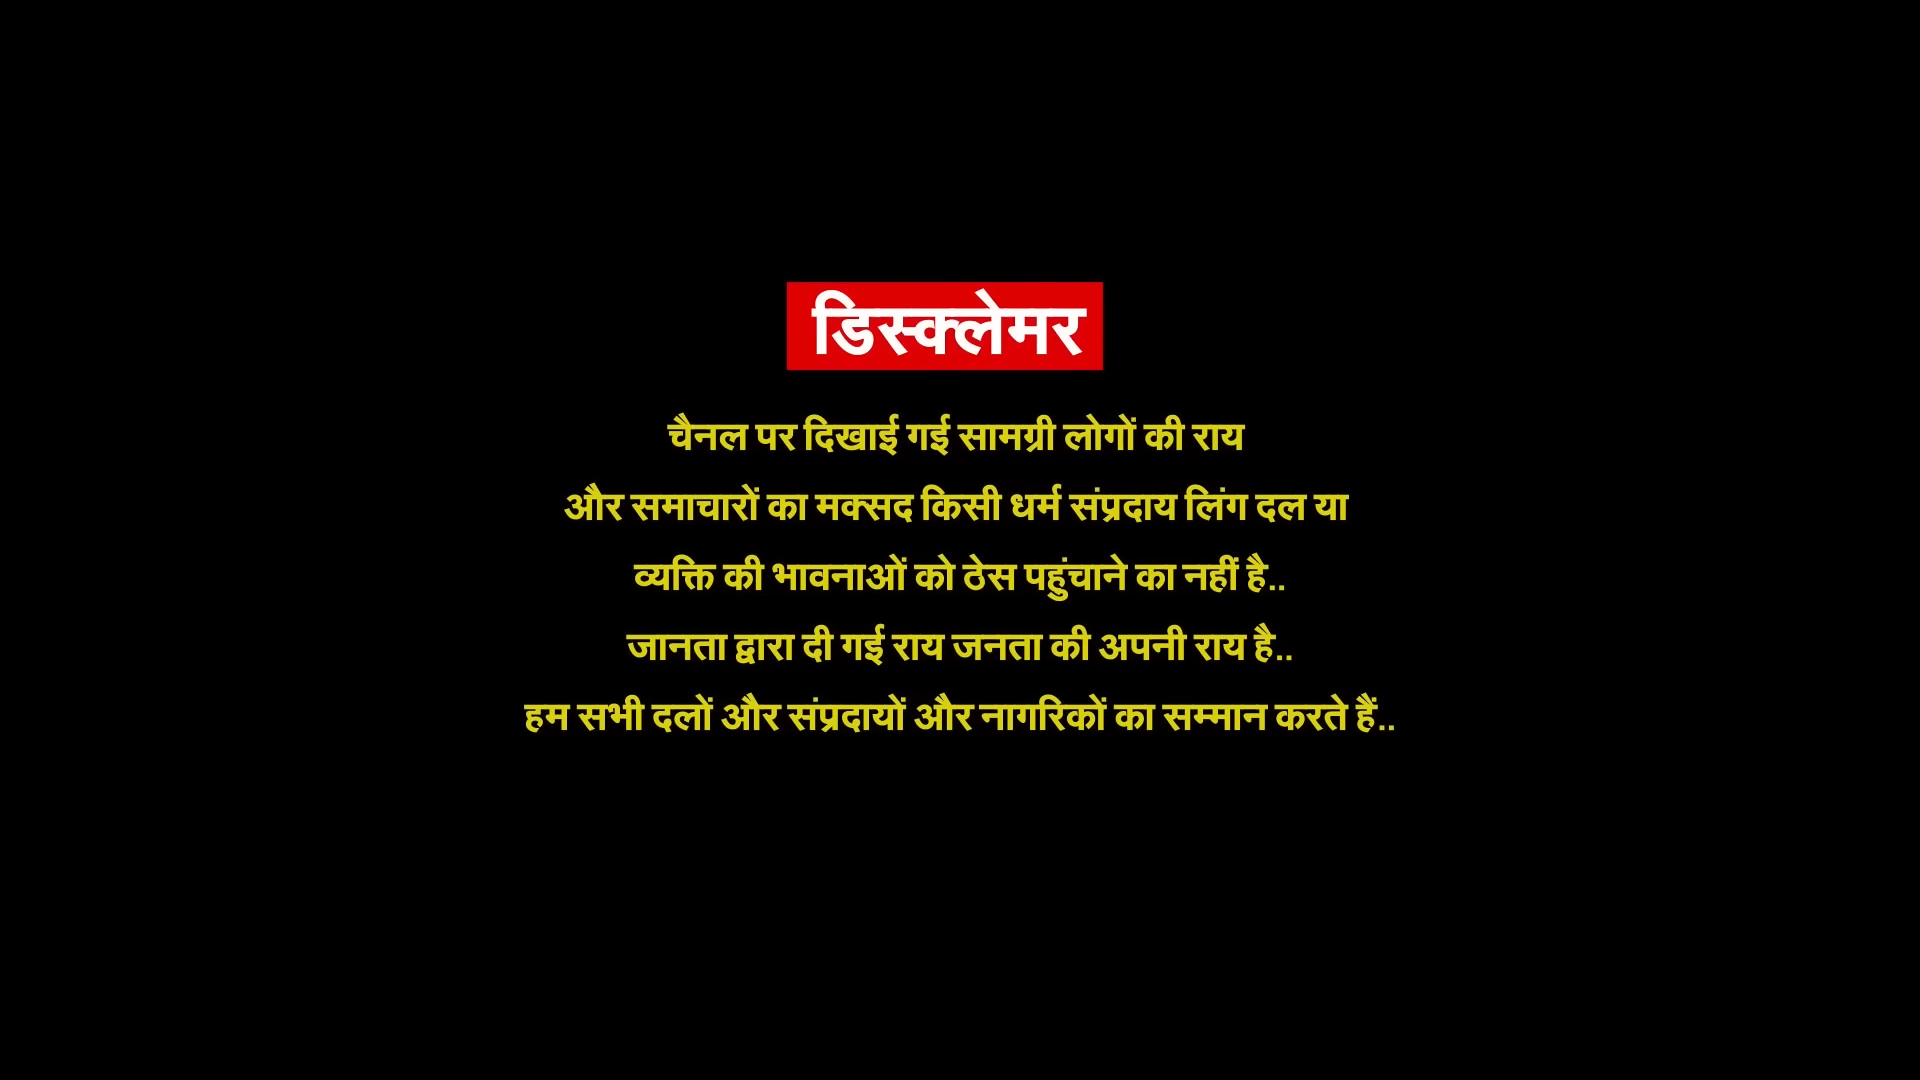 डिस्क्लेमर
चैनल पर दिखाई गई सामग्री लोगों की राय
और समाचारों का मक्सद किसी धर्म संप्रदाय लिंग दल या
व्यक्ति की भावनाओं को ठेस पहुंचाने का नहीं है..
जानता द्वारा दी गई राय जनता की अपनी राय है..
हम सभी दलों और संप्रदायों और नागरिकों का सम्मान करते हैं..